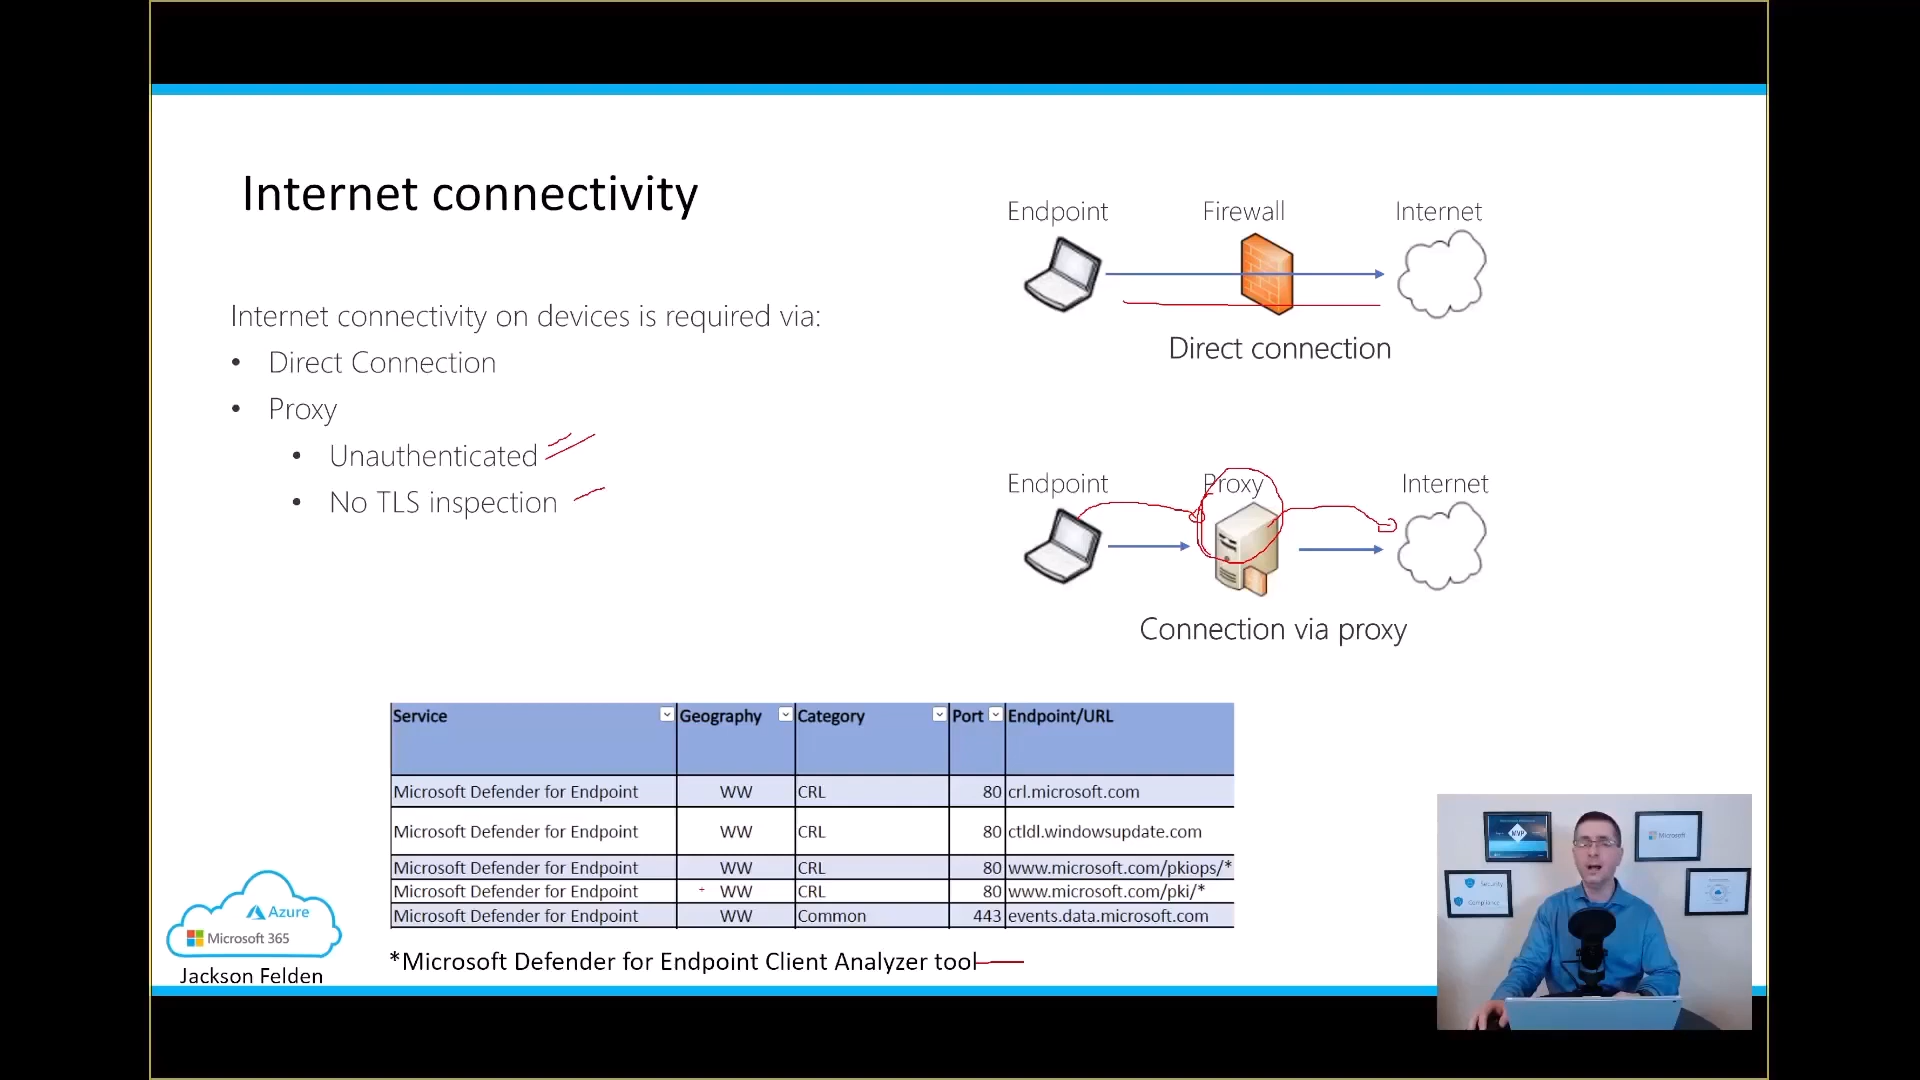 Internet connectivity
Internet connectivity on devices is required via:
• Direct Connection
• Proxy
• Unauthenticated
• No TLS inspection
Endpoint Firewall Internet
Direct connection
Endpoint Proxy Internet
Connection via proxy
Service Geography Category Port Endpoint/URL
Microsoft Defender for Endpoint WW CRL 80 crl.microsoft.com
Microsoft Defender for Endpoint WW CRL 80 ctldl.windowsupdate.com
Microsoft Defender for Endpoint WW CRL 80 www.microsoft.com/pkiops/*
Microsoft Defender for Endpoint WW CRL 80 www.microsoft.com/pki/*
Microsoft Defender for Endpoint WW Common 443 events.data.microsoft.com
*Microsoft Defender for Endpoint Client Analyzer tool
Azure
Microsoft 365
Jackson Felden
MVP
Microsoft
Security
Compliance